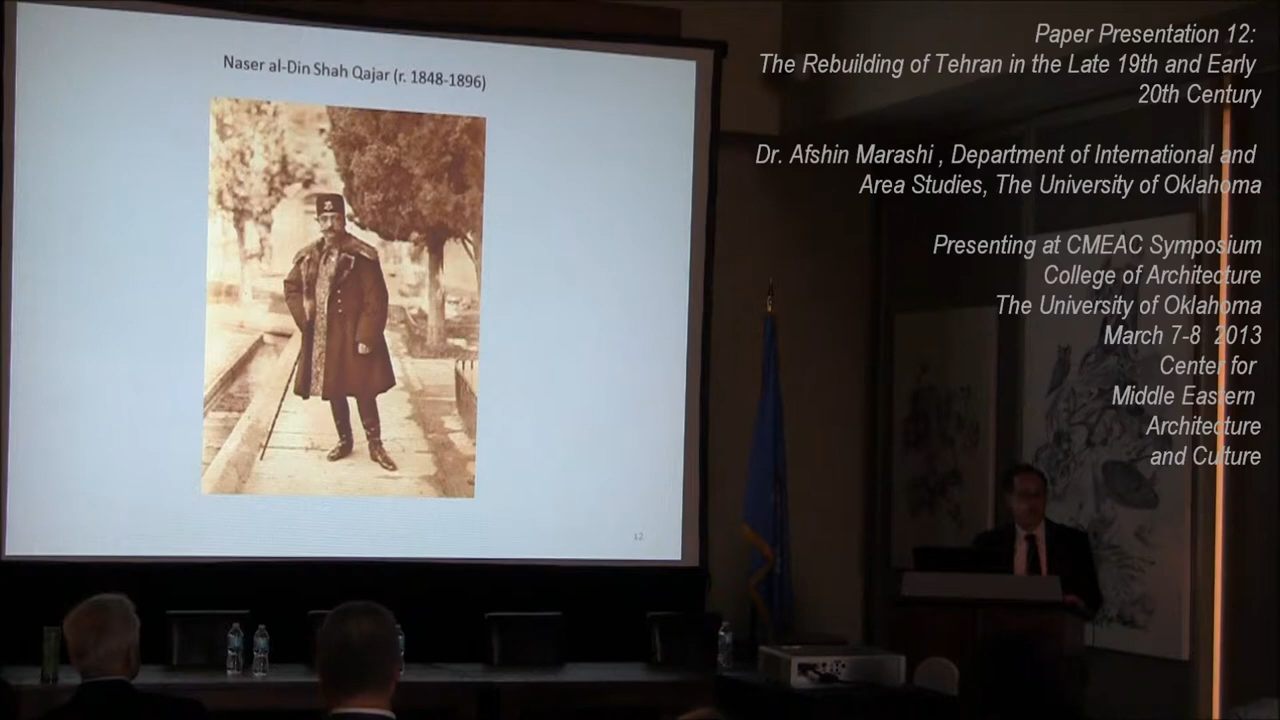 Naser al-Din Shah Qajar (r. 1848-1896)
12
Paper Presentation 12:
The Rebuilding of Tehran in the Late 19th and Early
20th Century
Dr. Afshin Marashi , Department of International and
Area Studies, The University of Oklahoma
Presenting at CMEAC Symposium
College of Architecture
The University of Oklahoma
March 7-8 2013
Center for
Middle Eastern
Architecture
and Culture